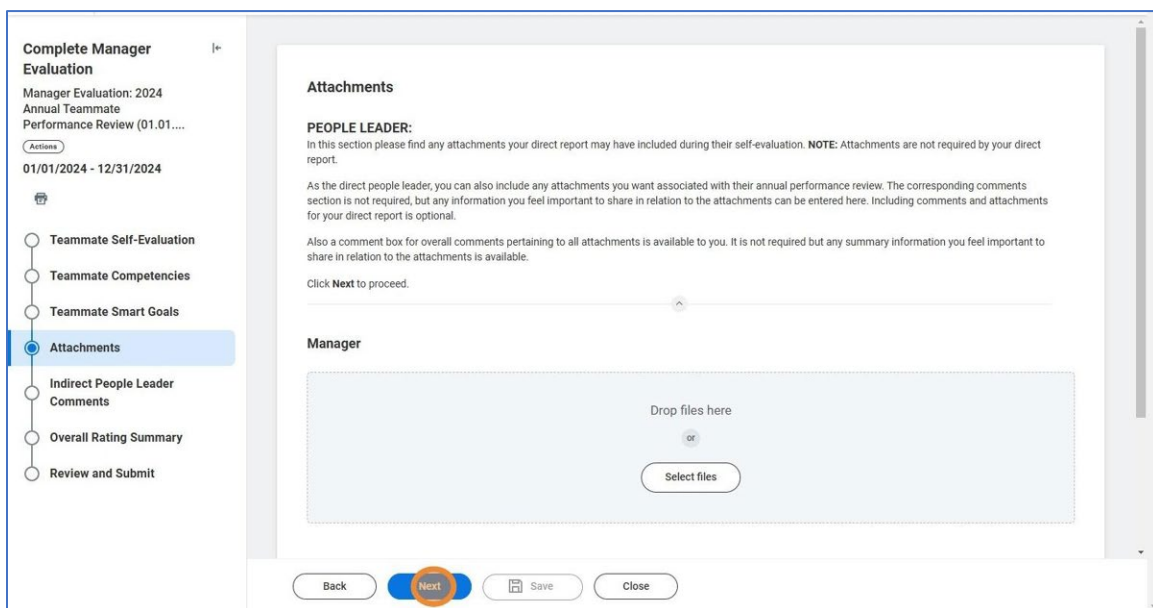 Complete Manager
Evaluation
Manager Evaluation: 2024
Annual Teammate
Performance Review (01.01....
Actions
01/01/2024 - 12/31/2024
Teammate Self-Evaluation
Teammate Competencies
Teammate Smart Goals
Attachments
Indirect People Leader
Comments
Overall Rating Summary
Review and Submit
Attachments
PEOPLE LEADER:
In this section please find any attachments your direct report may have included during their self-evaluation. NOTE: Attachments are not required by your direct
report.
As the direct people leader, you can also include any attachments you want associated with their annual performance review. The corresponding comments
section is not required, but any information you feel important to share in relation to the attachments can be entered here. Including comments and attachments
for your direct report is optional.
Also a comment box for overall comments pertaining to all attachments is available to you. It is not required but any summary information you feel important to
share in relation to the attachments is available.
Click Next to proceed.
Manager
Drop files here
or
Select files
Back
Next
Save
Close